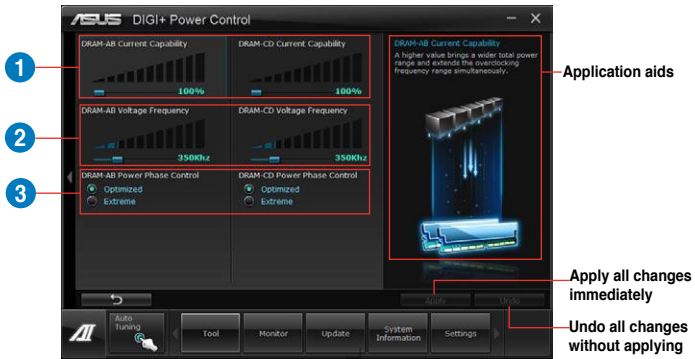 ASUS DIGI+ Power Control
DRAM-AB Current Capability
100%
DRAM-CD Current Capability
100%
DRAM-AB Current Capability
A higher value brings a wider total power
range and extends the overclocking
frequency range simultaneously.
1
Application aids
DRAM-AB Voltage Frequency
350Khz
DRAM-CD Voltage Frequency
350Khz
2
DRAM-AB Power Phase Control
Optimized
Extreme
DRAM-CD Power Phase Control
Optimized
Extreme
3
Apply
Undo
Apply all changes
immediately
Undo all changes
without applying
AI
Auto
Tuning
Tool
Monitor
Update
System
Information
Settings